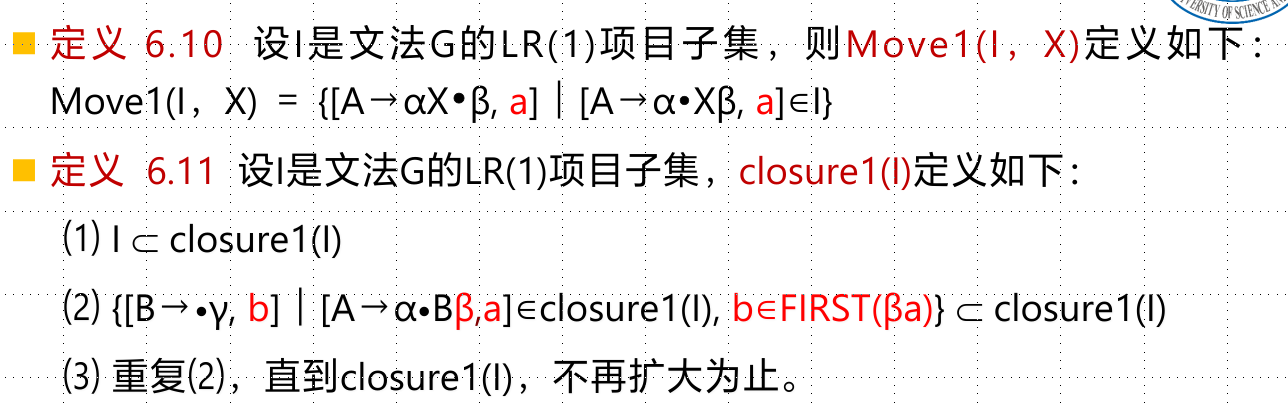 UNIVERSITY OF SCIENCE AN
定义 6.10 设I是文法G的LR(1)项目子集，则Move1(I，X)定义如下：
Move1(I，X) = {[A→αX•β, a]｜[A→α•Xβ, a]∈I}
定义 6.11 设I是文法G的LR(1)项目子集，closure1(I)定义如下：
(1) I ⊂ closure1(I)
(2) {[B→•γ, b]｜[A→α•Bβ,a]∈closure1(I), b∈FIRST(βa)} ⊂ closure1(I)
(3) 重复(2)，直到closure1(I)，不再扩大为止。